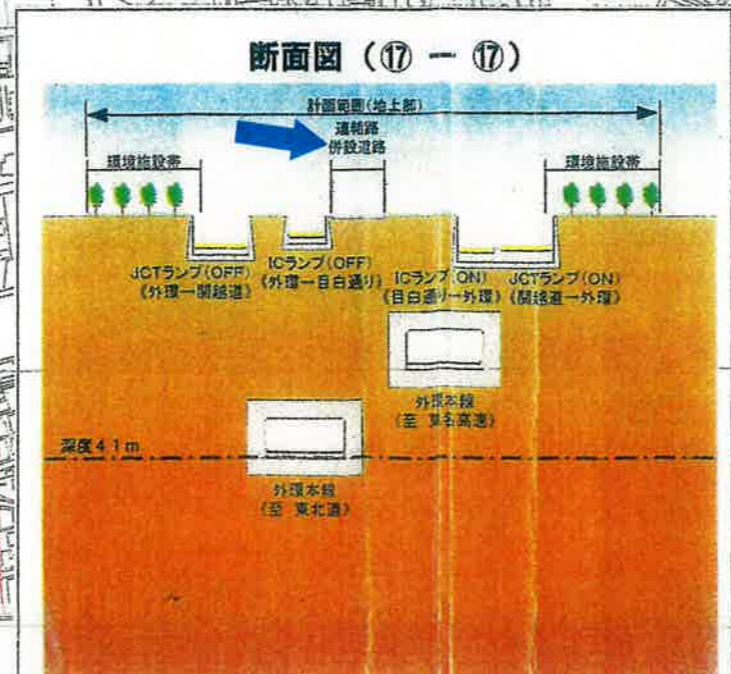 断面図(⑰ ー ⑰)
計画範囲(地上部)
連絡路
併設道路
環境施設帯
環境施設帯
JCTランプ(OFF)
《外環ー関越道》
ICランプ(OFF)
(外環ー目白通り)
ICランプ(ON)
(目白通りー外環)
JCTランプ(ON)
《関越道ー外環》
外環本線
(至 東名高速)
深度41m
外環本線
(至 東北道)